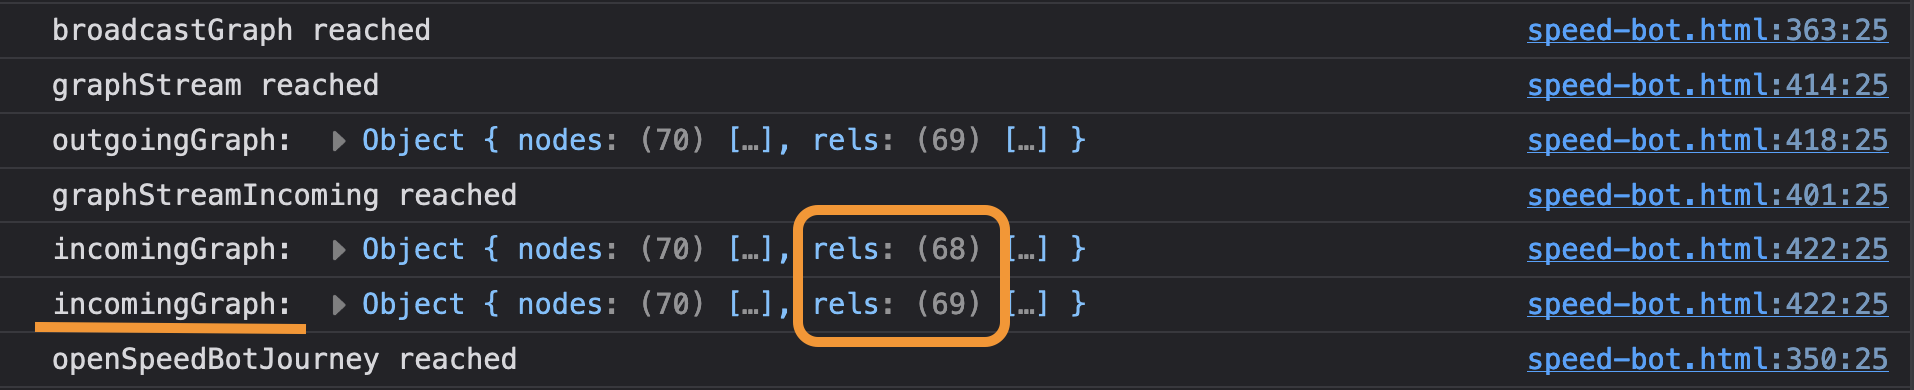 broadcastGraph reached speed-bot.html:363:25
graphStream reached speed-bot.html:414:25
outgoingGraph: ▶ Object { nodes: (70) […], rels: (69) […] } speed-bot.html:418:25
graphStreamIncoming reached speed-bot.html:401:25
incomingGraph: ▶ Object { nodes: (70) […], rels: (68) […] } speed-bot.html:422:25
incomingGraph: ▶ Object { nodes: (70) […], rels: (69) […] } speed-bot.html:422:25
openSpeedBotJourney reached speed-bot.html:350:25